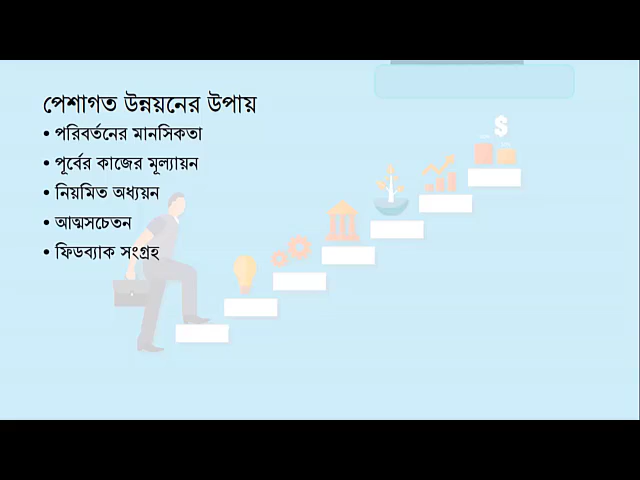 পেশাগত উন্নয়নের উপায়
• পরিবর্তনের মানসিকতা
• পূর্বের কাজের মূল্যায়ন
• নিয়মিত অধ্যয়ন
• আত্মসচেতন
• ফিডব্যাক সংগ্রহ
$